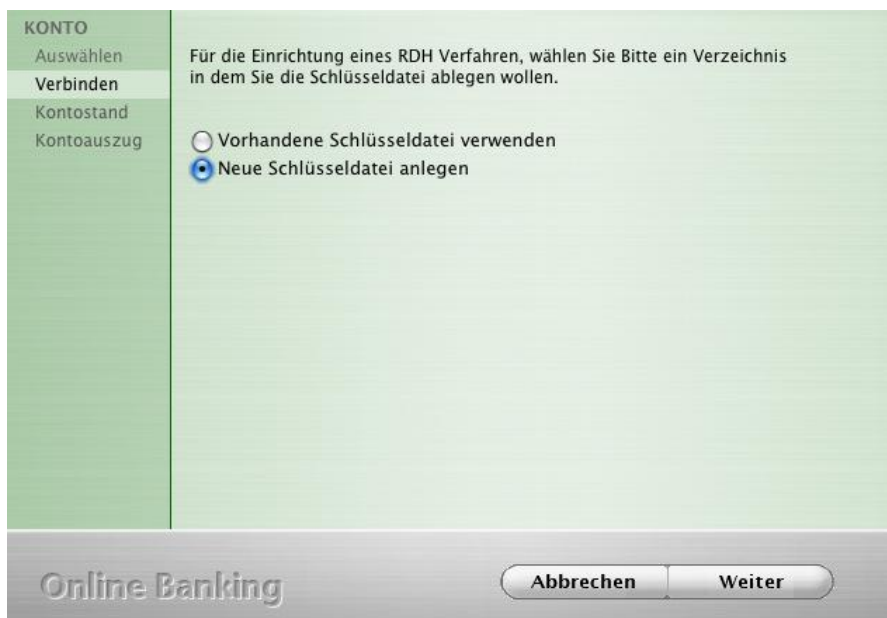 KONTO
Auswählen
Verbinden
Kontostand
Kontoauszug
Für die Einrichtung eines RDH Verfahren, wählen Sie Bitte ein Verzeichnis
in dem Sie die Schlüsseldatei ablegen wollen.
Vorhandene Schlüsseldatei verwenden
Neue Schlüsseldatei anlegen
Online Banking
Abbrechen
Weiter